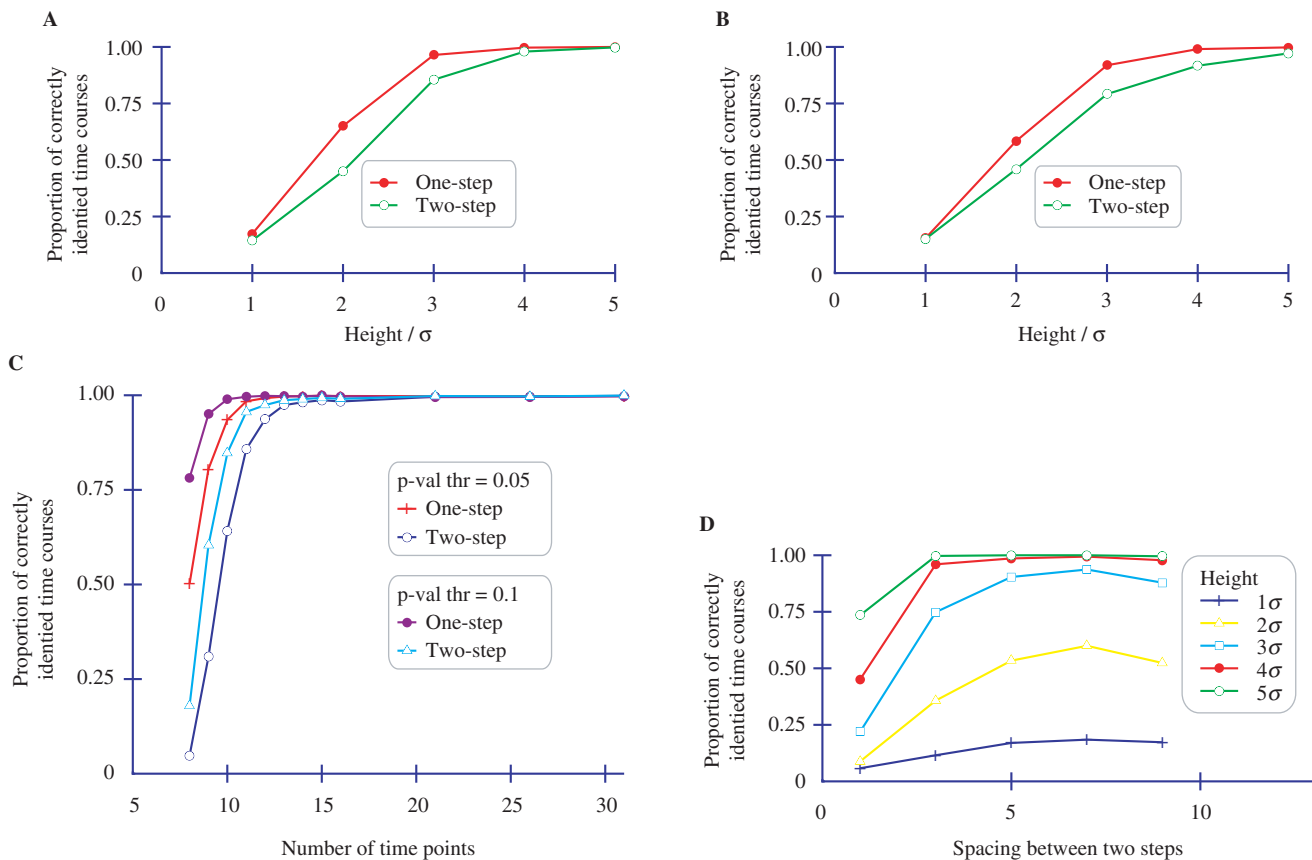 A
Proportion of correctly
identied time courses
1.00
0.75
0.50
0.25
0
0
1
2
3
4
5
Height / σ
One-step
Two-step
B
Proportion of correctly
identied time courses
1.00
0.75
0.50
0.25
0
0
1
2
3
4
5
Height / σ
One-step
Two-step
C
Proportion of correctly
identied time courses
1.00
0.75
0.50
0.25
0
5
10
15
20
25
30
Number of time points
p-val thr = 0.05
One-step
Two-step
p-val thr = 0.1
One-step
Two-step
D
Proportion of correctly
identied time courses
1.00
0.75
0.50
0.25
0
0
5
10
Spacing between two steps
Height
1σ
2σ
3σ
4σ
5σ